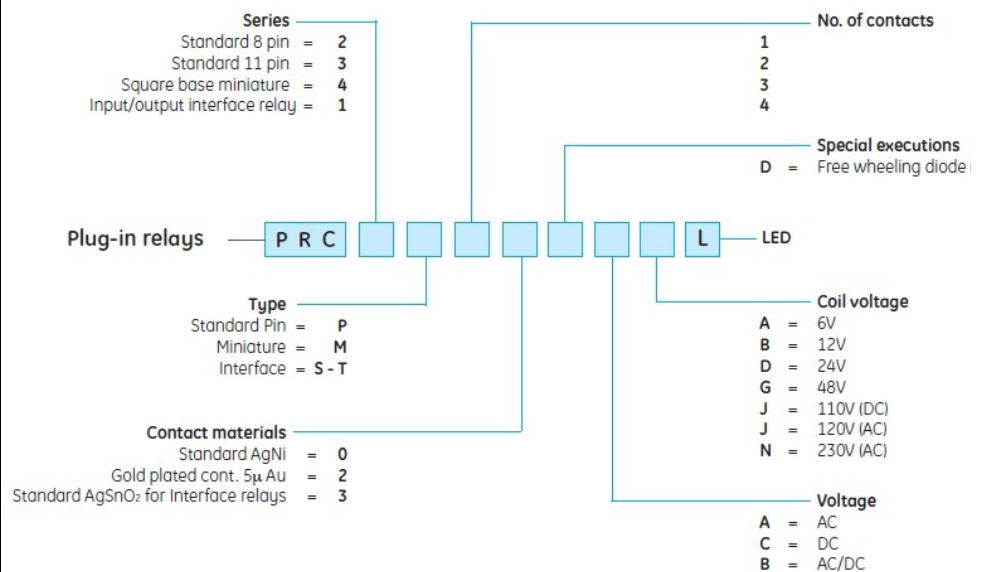 Series
Standard 8 pin = 2
Standard 11 pin = 3
Square base miniature = 4
Input/output interface relay = 1
No. of contacts
1
2
3
4
Special executions
D = Free wheeling diode
Plug-in relays
P R C
L
LED
Type
Standard Pin = P
Miniature = M
Interface = S - T
Contact materials
Standard AgNi = 0
Gold plated cont. 5µ Au = 2
Standard AgSnO₂ for Interface relays = 3
Coil voltage
A = 6V
B = 12V
D = 24V
G = 48V
J = 110V (DC)
J = 120V (AC)
N = 230V (AC)
Voltage
A = AC
C = DC
B = AC/DC